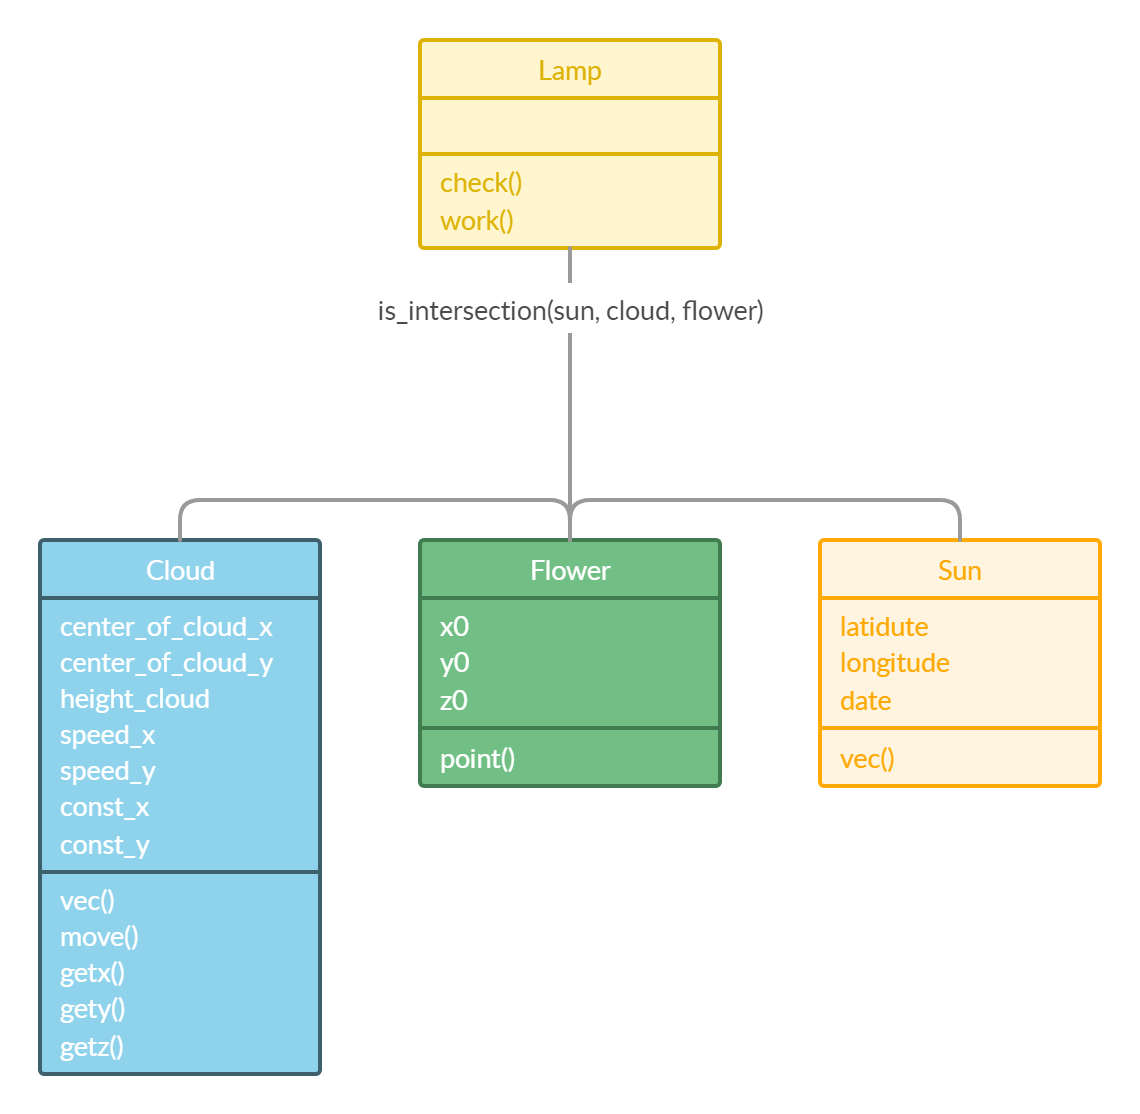 Lamp
check()
work()
is_intersection(sun, cloud, flower)
Cloud
center_of_cloud_x
center_of_cloud_y
height_cloud
speed_x
speed_y
const_x
const_y
vec()
move()
getx()
gety()
getz()
Flower
x0
y0
z0
point()
Sun
latidute
longitude
date
vec()